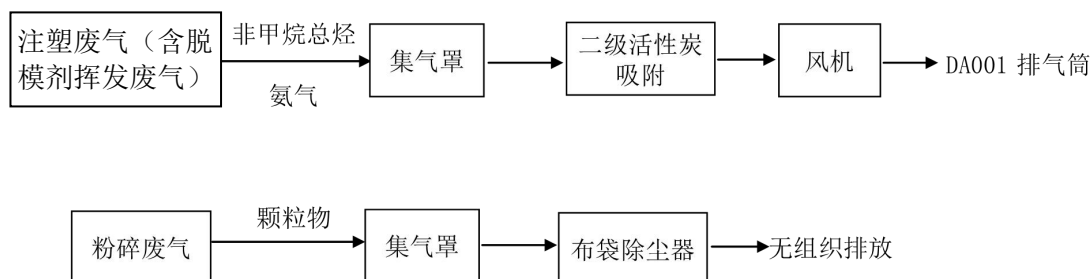 注塑废气（含脱
模剂挥发废气）
非甲烷总烃
氨气
集气罩
二级活性炭
吸附
风机
DA001 排气筒
粉碎废气
颗粒物
集气罩
布袋除尘器
无组织排放